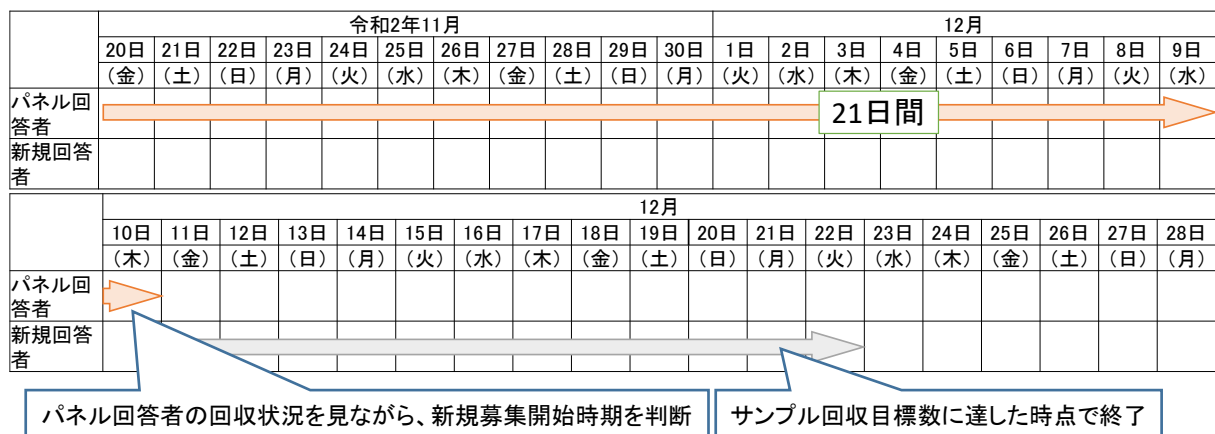 令和2年11月 12月
20日 21日 22日 23日 24日 25日 26日 27日 28日 29日 30日 1日 2日 3日 4日 5日 6日 7日 8日 9日
（金） （土） （日） （月） （火） （水） （木） （金） （土） （日） （月） （火） （水） （木） （金） （土） （日） （月） （火） （水）
パネル回
答者
21日間
新規回答
者
12月
10日 11日 12日 13日 14日 15日 16日 17日 18日 19日 20日 21日 22日 23日 24日 25日 26日 27日 28日
（木） （金） （土） （日） （月） （火） （水） （木） （金） （土） （日） （月） （火） （水） （木） （金） （土） （日） （月）
パネル回
答者
新規回答
者
パネル回答者の回収状況を見ながら、新規募集開始時期を判断
サンプル回収目標数に達した時点で終了